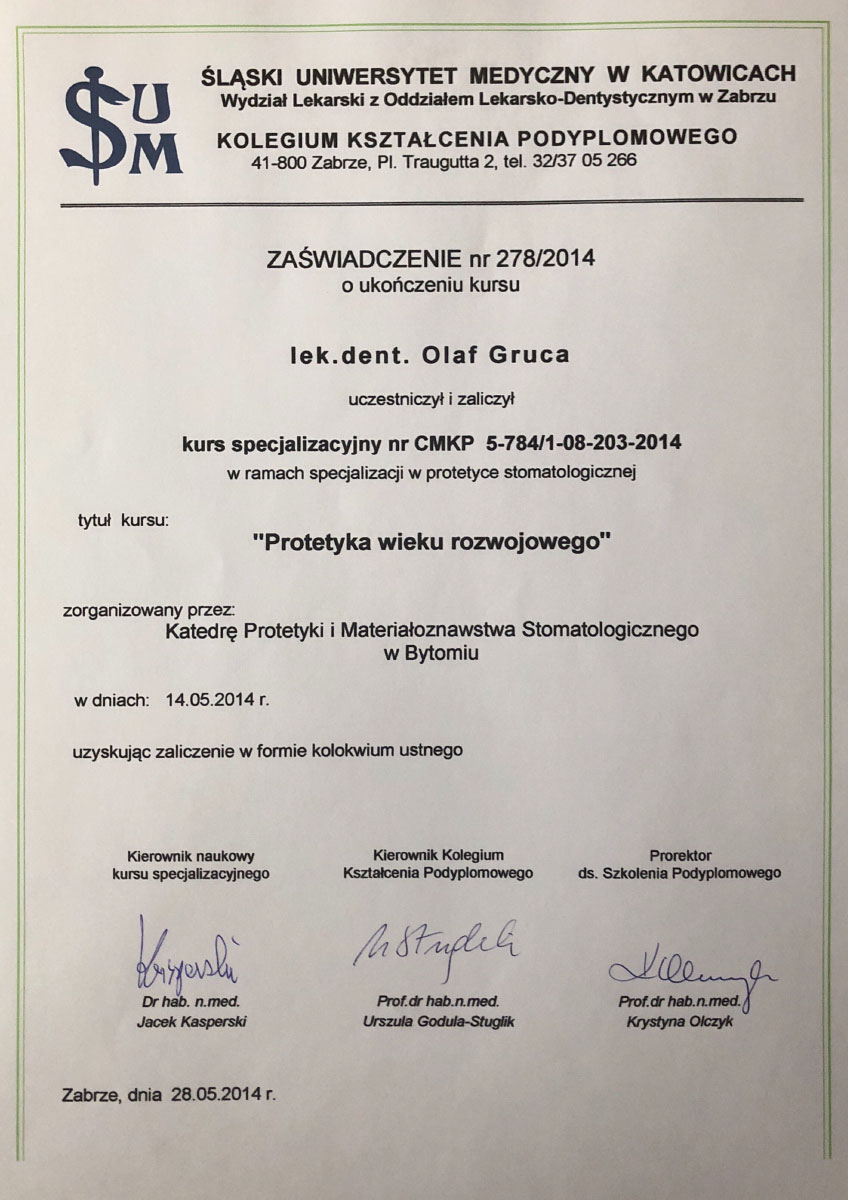 SUM
ŚLĄSKI UNIWERSYTET MEDYCZNY W KATOWICACH
Wydział Lekarski z Oddziałem Lekarsko-Dentystycznym w Zabrzu
KOLEGIUM KSZTAŁCENIA PODYPLOMOWEGO
41-800 Zabrze, Pl. Traugutta 2, tel. 32/37 05 266
ZAŚWIADCZENIE nr 278/2014
o ukończeniu kursu
lek.dent. Olaf Gruca
uczestniczył i zaliczył
kurs specjalizacyjny nr CMKP 5-784/1-08-203-2014
w ramach specjalizacji w protetyce stomatologicznej
tytuł kursu:
"Protetyka wieku rozwojowego"
zorganizowany przez:
Katedrę Protetyki i Materiałoznawstwa Stomatologicznego
w Bytomiu
w dniach: 14.05.2014 r.
uzyskując zaliczenie w formie kolokwium ustnego
Kierownik naukowy
kursu specjalizacyjnego
Kierownik Kolegium
Kształcenia Podyplomowego
Prorektor
ds. Szkolenia Podyplomowego
Dr hab. n.med.
Jacek Kasperski
Prof.dr hab.n.med.
Urszula Godula-Stuglik
Prof.dr hab.n.med.
Krystyna Olczyk
Zabrze, dnia 28.05.2014 r.